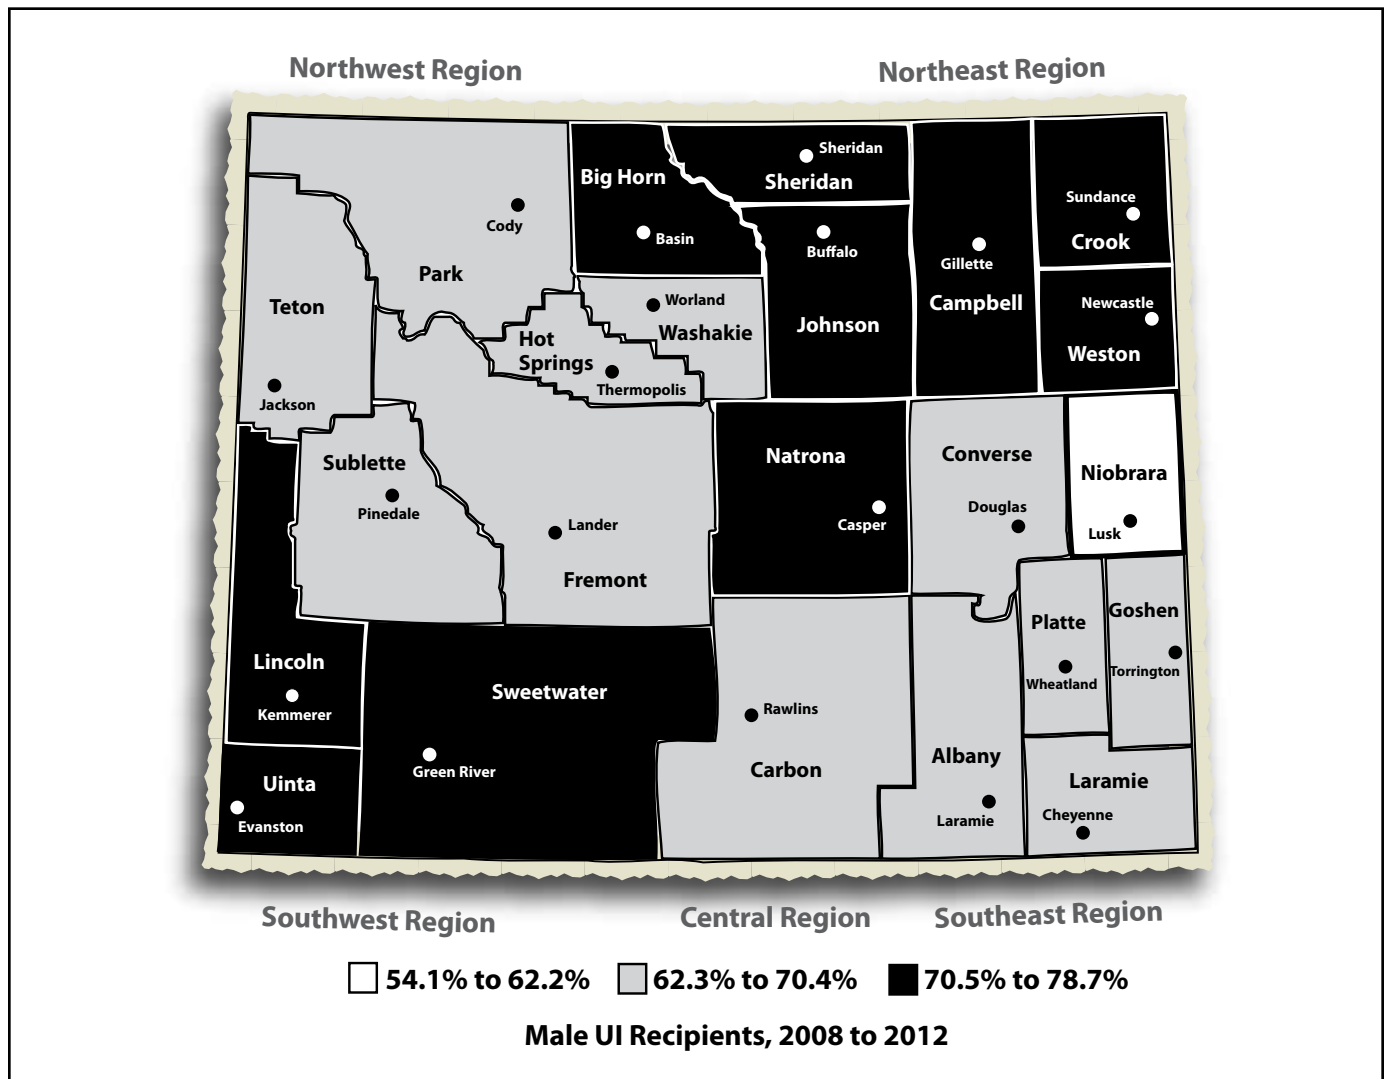 Northwest Region
Northeast Region
Big Horn
Basin
Sheridan
Sheridan
Buffalo
Johnson
Gillette
Campbell
Sundance
Crook
Newcastle
Weston
Cody
Park
Teton
Jackson
Worland
Washakie
Hot
Springs
Thermopolis
Sublette
Pinedale
Lander
Fremont
Natrona
Casper
Converse
Douglas
Niobrara
Lusk
Lincoln
Kemmerer
Uinta
Evanston
Sweetwater
Green River
Rawlins
Carbon
Albany
Laramie
Platte
Wheatland
Goshen
Torrington
Laramie
Cheyenne
Southwest Region
Central Region
Southeast Region
54.1% to 62.2%
62.3% to 70.4%
70.5% to 78.7%
Male UI Recipients, 2008 to 2012